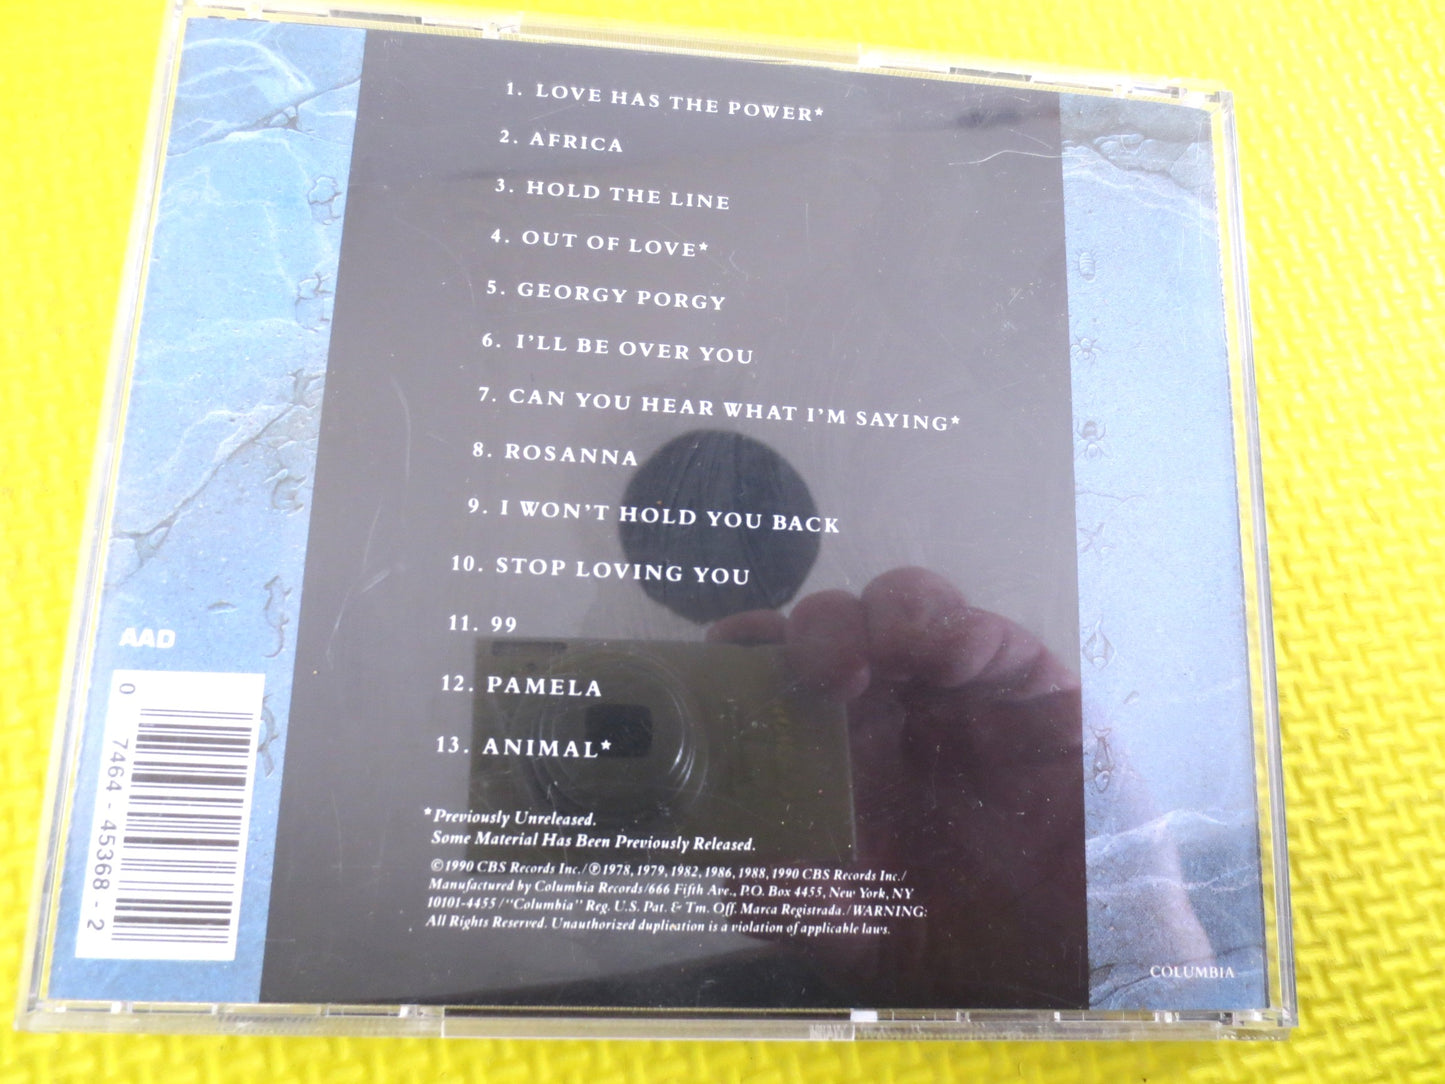 1. LOVE HAS THE POWER*
2. AFRICA
3. HOLD THE LINE
4. OUT OF LOVE*
5. GEORGY PORGY
6. I'LL BE OVER YOU
7. CAN YOU HEAR WHAT I'M SAYING*
8. ROSANNA
9. I WON'T HOLD YOU BACK
10. STOP LOVING YOU
11. 99
12. PAMELA
13. ANIMAL*
*Previously Unreleased.
Some Material Has Been Previously Released.
©1990 CBS Records Inc./℗1978, 1979, 1982, 1986, 1988, 1990 CBS Records Inc./
Manufactured by Columbia Records/666 Fifth Ave., P.O. Box 4455, New York, NY
10101-4455/"Columbia" Reg. U.S. Pat. & Tm. Off. Marca Registrada./WARNING:
All Rights Reserved. Unauthorized duplication is a violation of applicable laws.
AAD
0 7464-45368-2
COLUMBIA